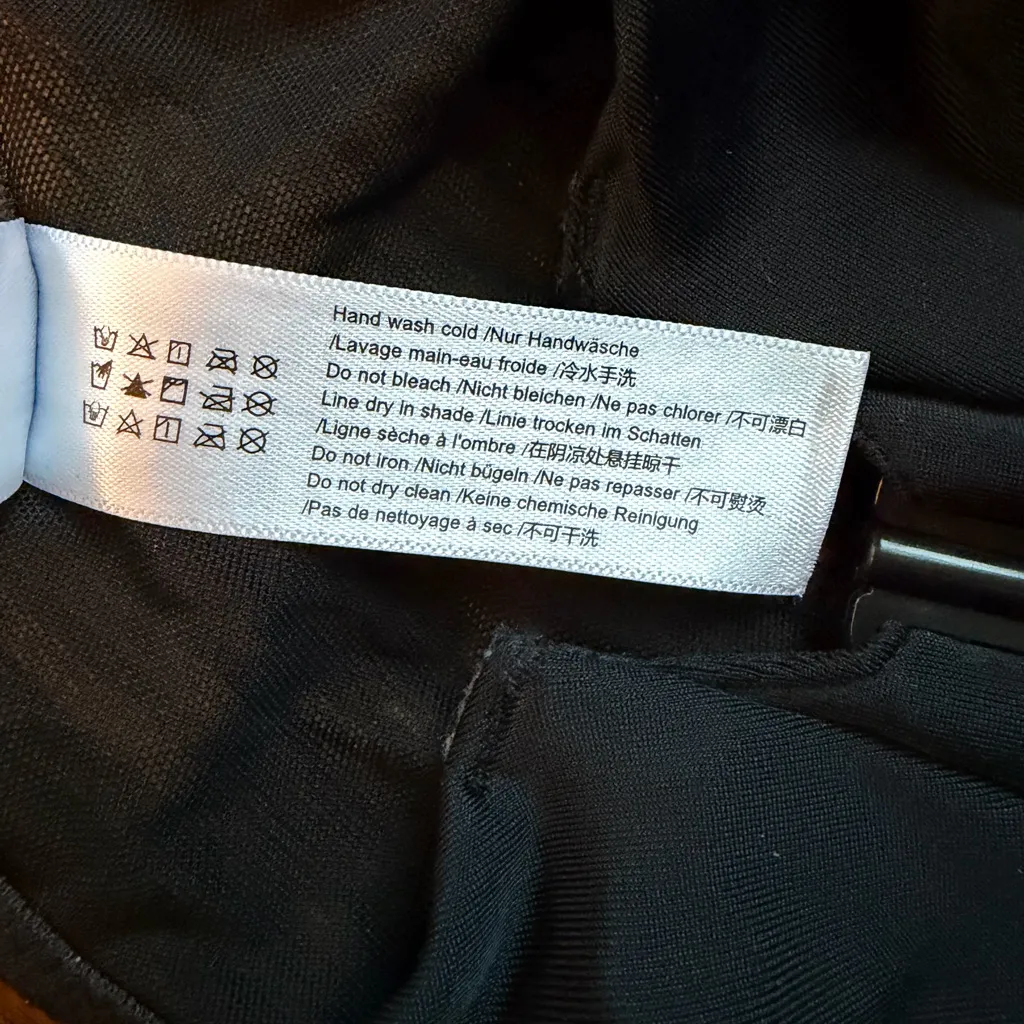 Hand wash cold /Nur Handwäsche
/Lavage main-eau froide /冷水手洗
Do not bleach /Nicht bleichen /Ne pas chlorer /不可漂白
Line dry in shade /Linie trocken im Schatten
/Ligne sèche à l'ombre /在阴凉处悬挂晾干
Do not iron /Nicht bügeln /Ne pas repasser /不可熨烫
Do not dry clean /Keine chemische Reinigung
/Pas de nettoyage à sec /不可干洗